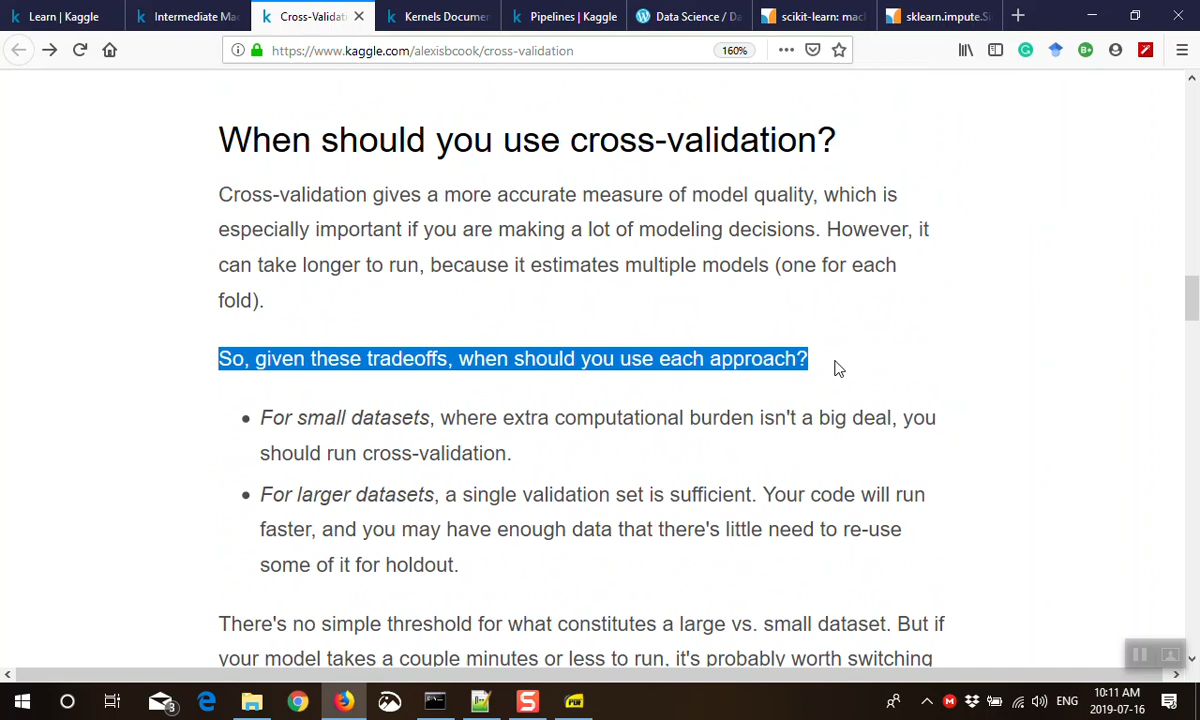 Learn | Kaggle
Intermediate Ma
Cross-Validati
Kernels Docume
Pipelines | Kaggle
Data Science / Da
scikit-learn: mach
sklearn.impute.Si
https://www.kaggle.com/alexisbcook/cross-validation
160%
When should you use cross-validation?
Cross-validation gives a more accurate measure of model quality, which is
especially important if you are making a lot of modeling decisions. However, it
can take longer to run, because it estimates multiple models (one for each
fold).
So, given these tradeoffs, when should you use each approach?
For small datasets, where extra computational burden isn't a big deal, you
should run cross-validation.
For larger datasets, a single validation set is sufficient. Your code will run
faster, and you may have enough data that there's little need to re-use
some of it for holdout.
There's no simple threshold for what constitutes a large vs. small dataset. But if
your model takes a couple minutes or less to run, it's probably worth switching
3
ENG
10:11 AM
2019-07-16